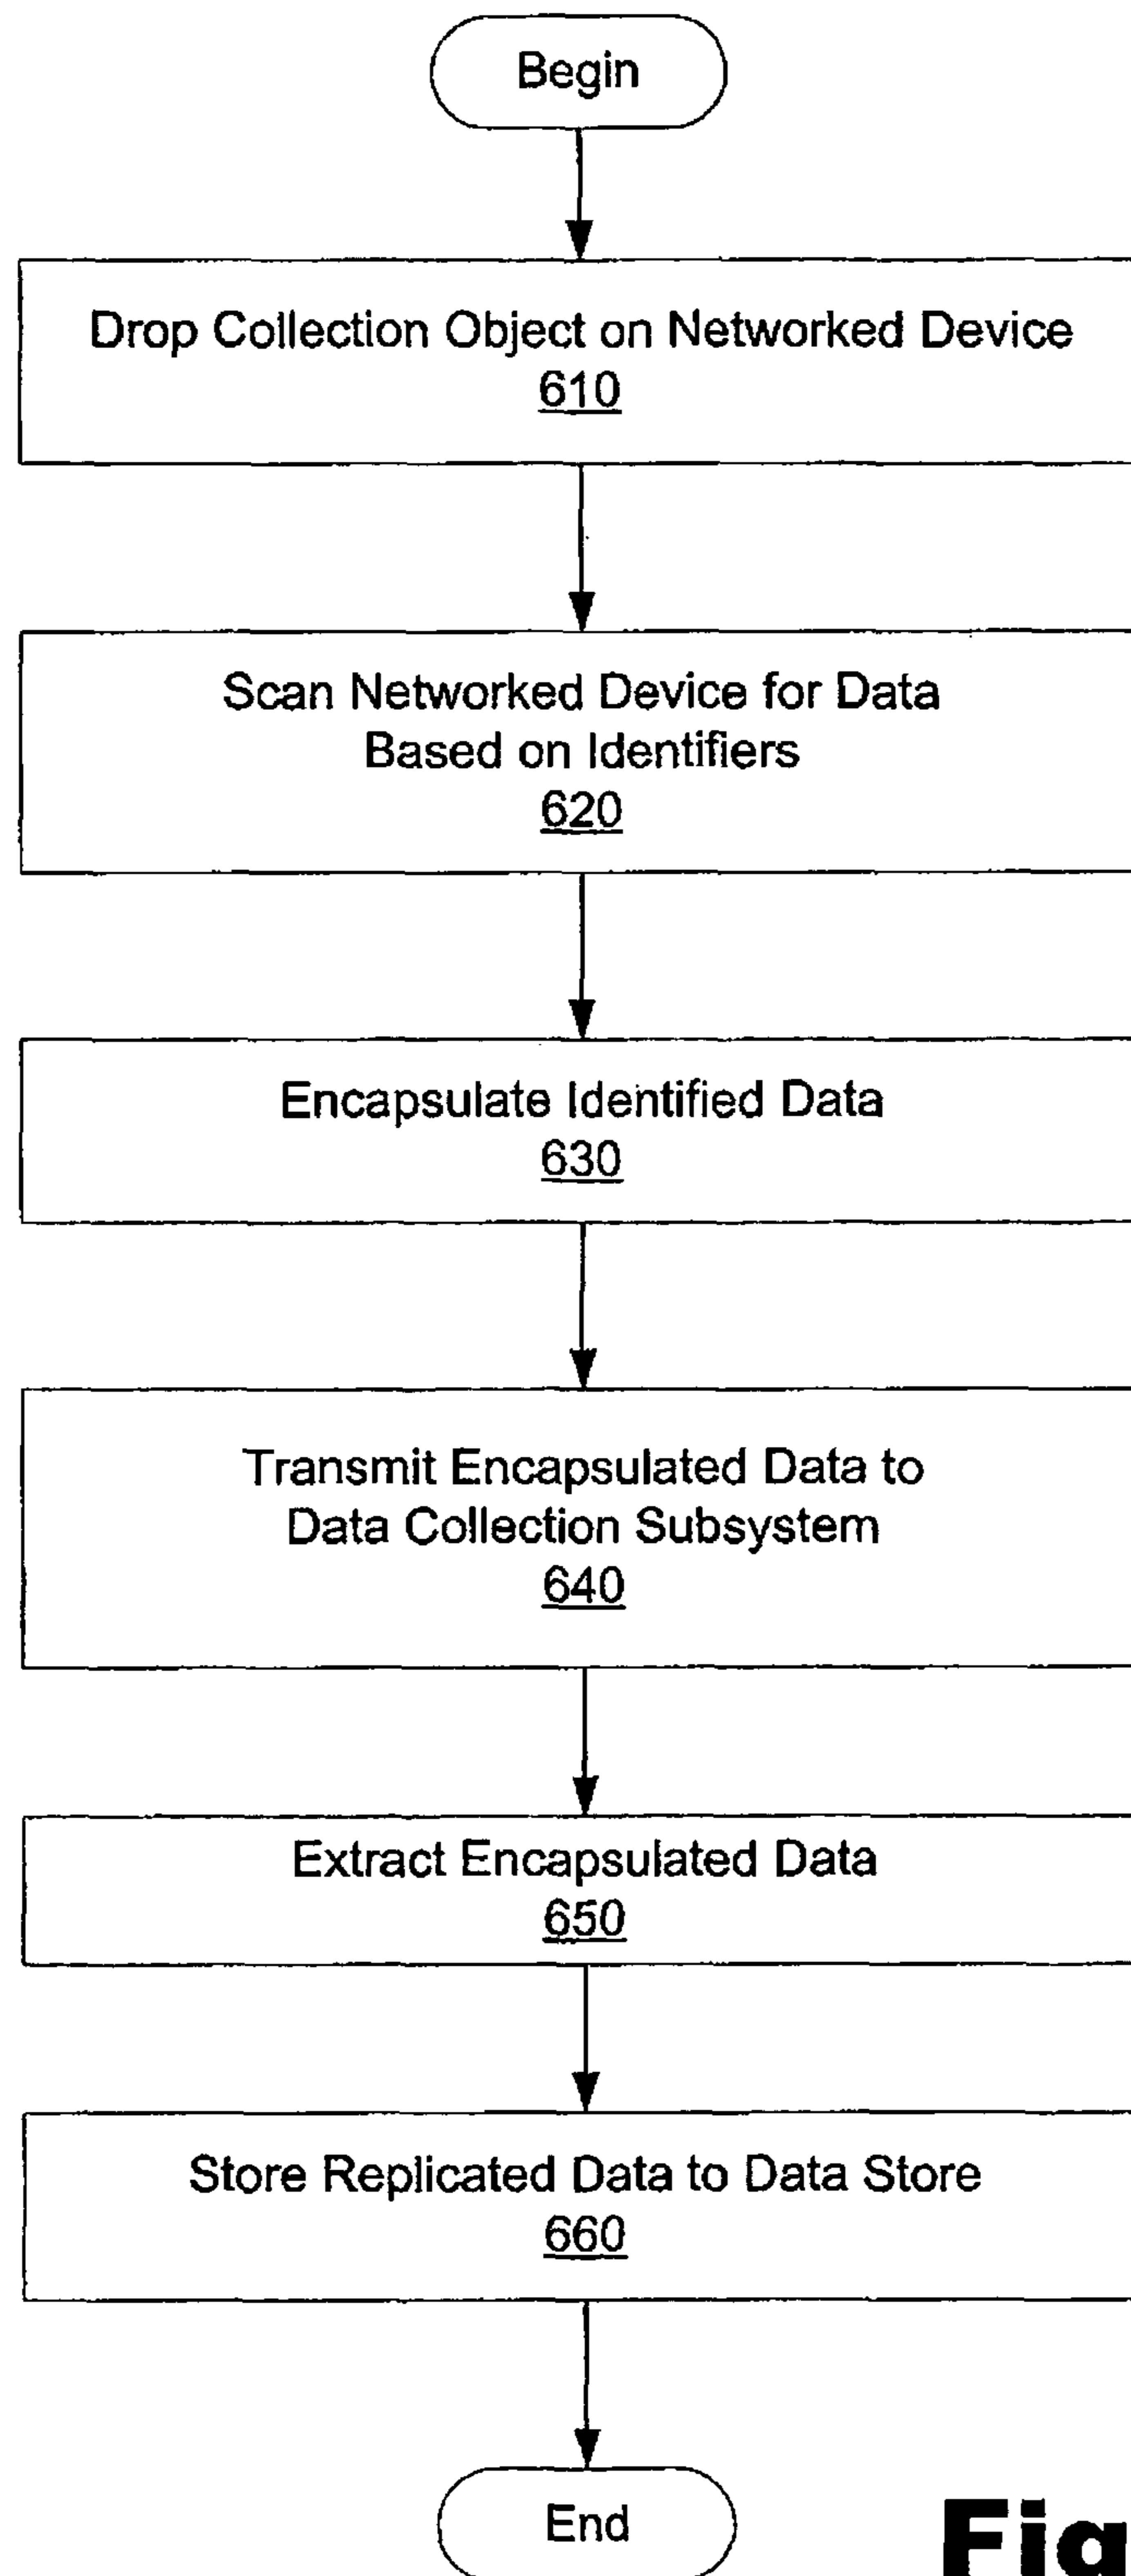 Begin
Drop Collection Object on Networked Device
610
Scan Networked Device for Data
Based on Identifiers
620
Encapsulate Identified Data
630
Transmit Encapsulated Data to
Data Collection Subsystem
640
Extract Encapsulated Data
650
Store Replicated Data to Data Store
660
End
Fig